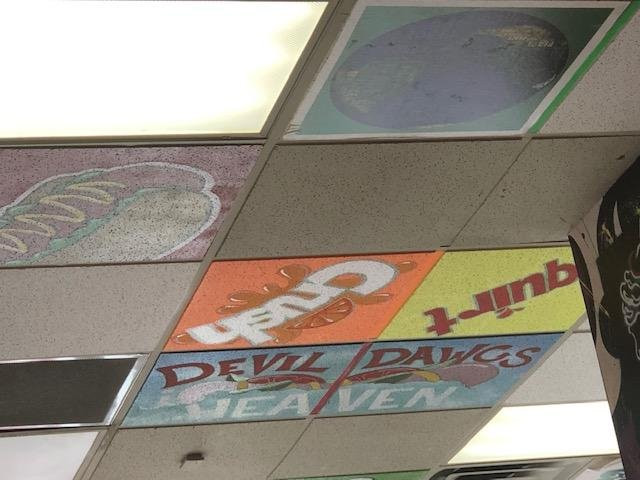 Crush
quirt
DEVIL DAWGS
HEAVEN